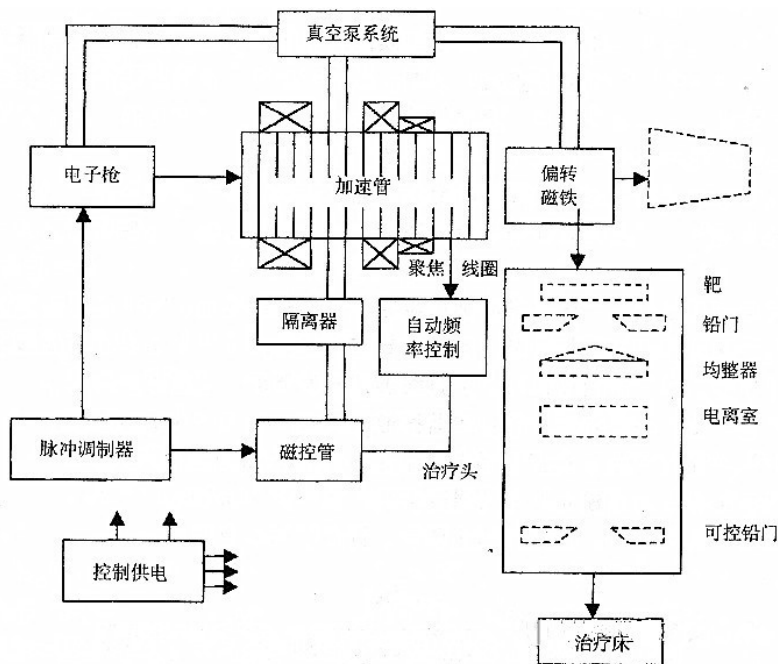 真空泵系统
电子枪
加速管
偏转
磁铁
聚焦 线圈
靶
隔离器
自动频
率控制
铅门
均整器
电离室
脉冲调制器
磁控管
治疗头
可控铅门
控制供电
治疗床